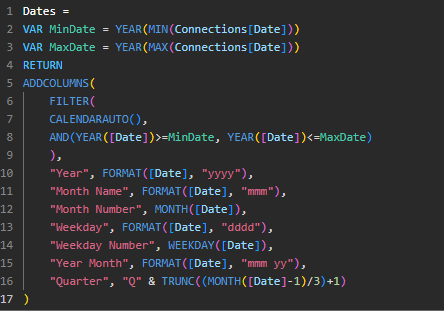 1 Dates =
2 VAR MinDate = YEAR(MIN(Connections[Date]))
3 VAR MaxDate = YEAR(MAX(Connections[Date]))
4 RETURN
5 ADDCOLUMNS(
6 FILTER(
7 CALENDARAUTO(),
8 AND(YEAR([Date])>=MinDate, YEAR([Date])<=MaxDate)
9 ),
10 "Year", FORMAT([Date], "yyyy"),
11 "Month Name", FORMAT([Date], "mmm"),
12 "Month Number", MONTH([Date]),
13 "Weekday", FORMAT([Date], "dddd"),
14 "Weekday Number", WEEKDAY([Date]),
15 "Year Month", FORMAT([Date], "mmm yy"),
16 "Quarter", "Q" & TRUNC((MONTH([Date]-1)/3)+1)
17 )